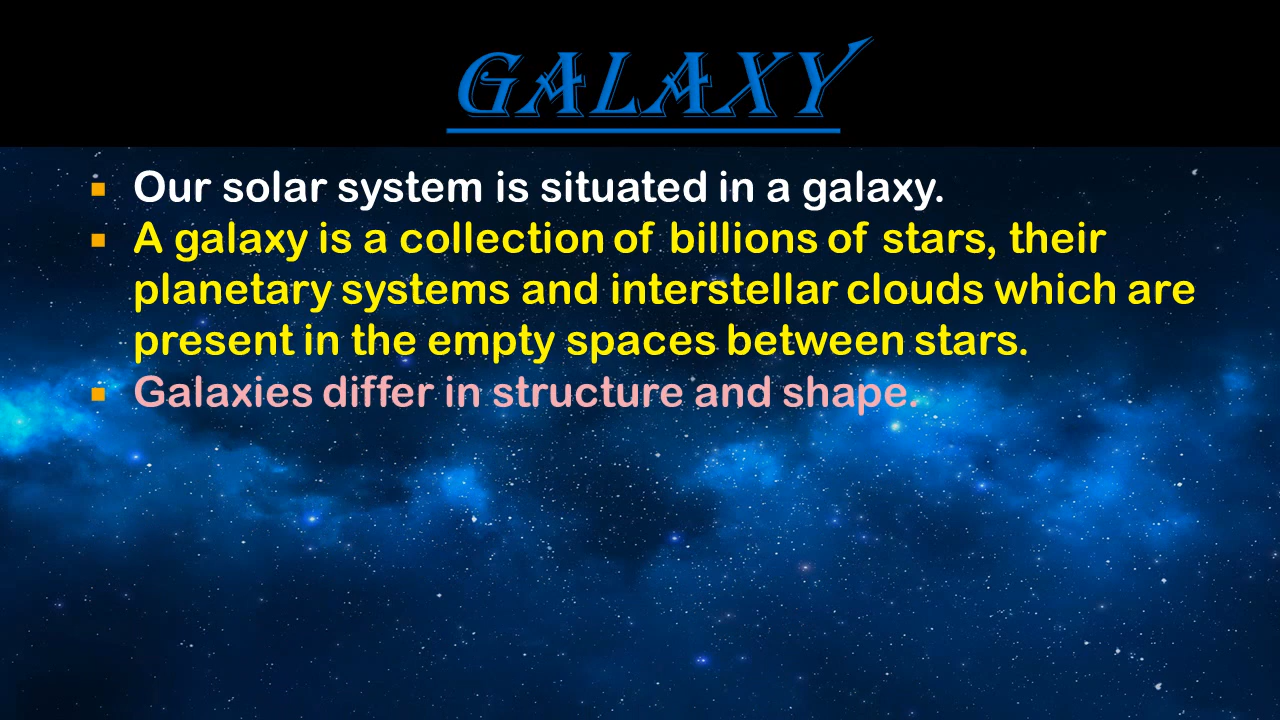 GALAXY
▪ Our solar system is situated in a galaxy.
▪ A galaxy is a collection of billions of stars, their
planetary systems and interstellar clouds which are
present in the empty spaces between stars.
▪ Galaxies differ in structure and shape.